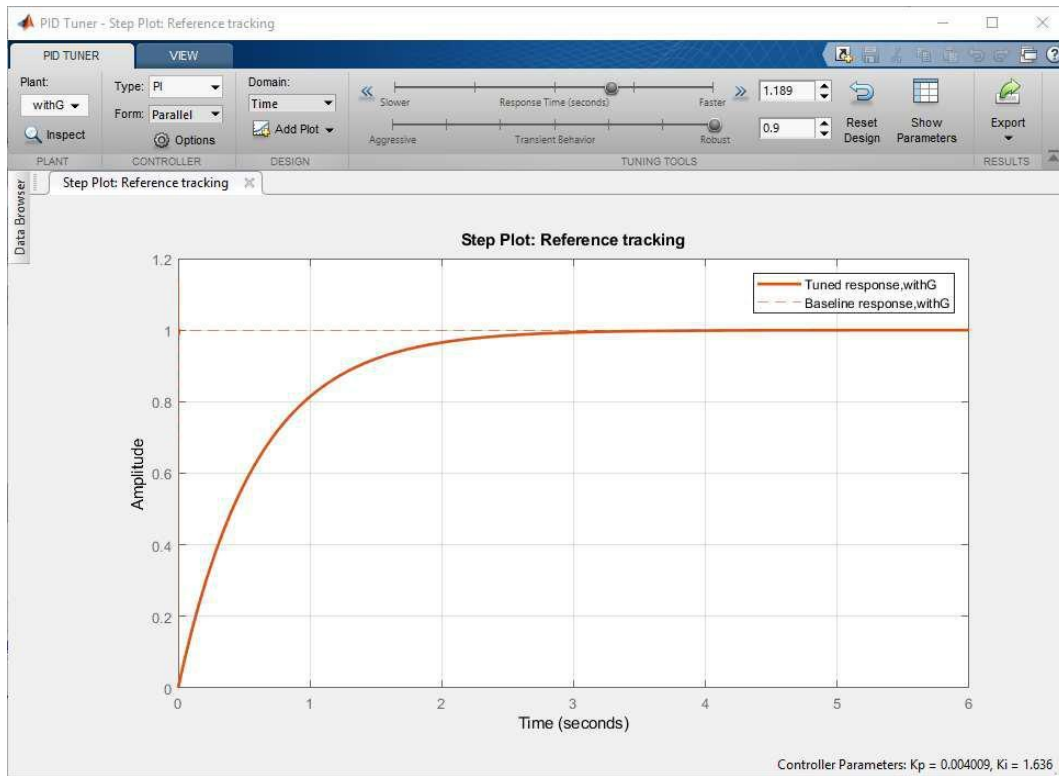 PID Tuner - Step Plot: Reference tracking
PID TUNER
VIEW
Plant:
withG
Inspect
PLANT
Type: PI
Form: Parallel
Options
CONTROLLER
Domain:
Time
Add Plot
DESIGN
Slower Response Time (seconds) Faster
1.189
Aggressive Transient Behavior Robust
0.9
TUNING TOOLS
Reset Design
Show Parameters
Export
RESULTS
Data Browser
Step Plot: Reference tracking
Step Plot: Reference tracking
Tuned response,withG
Baseline response,withG
Amplitude
1.2
1
0.8
0.6
0.4
0.2
0
0 1 2 3 4 5 6
Time (seconds)
Controller Parameters: Kp = 0.004009, Ki = 1.636